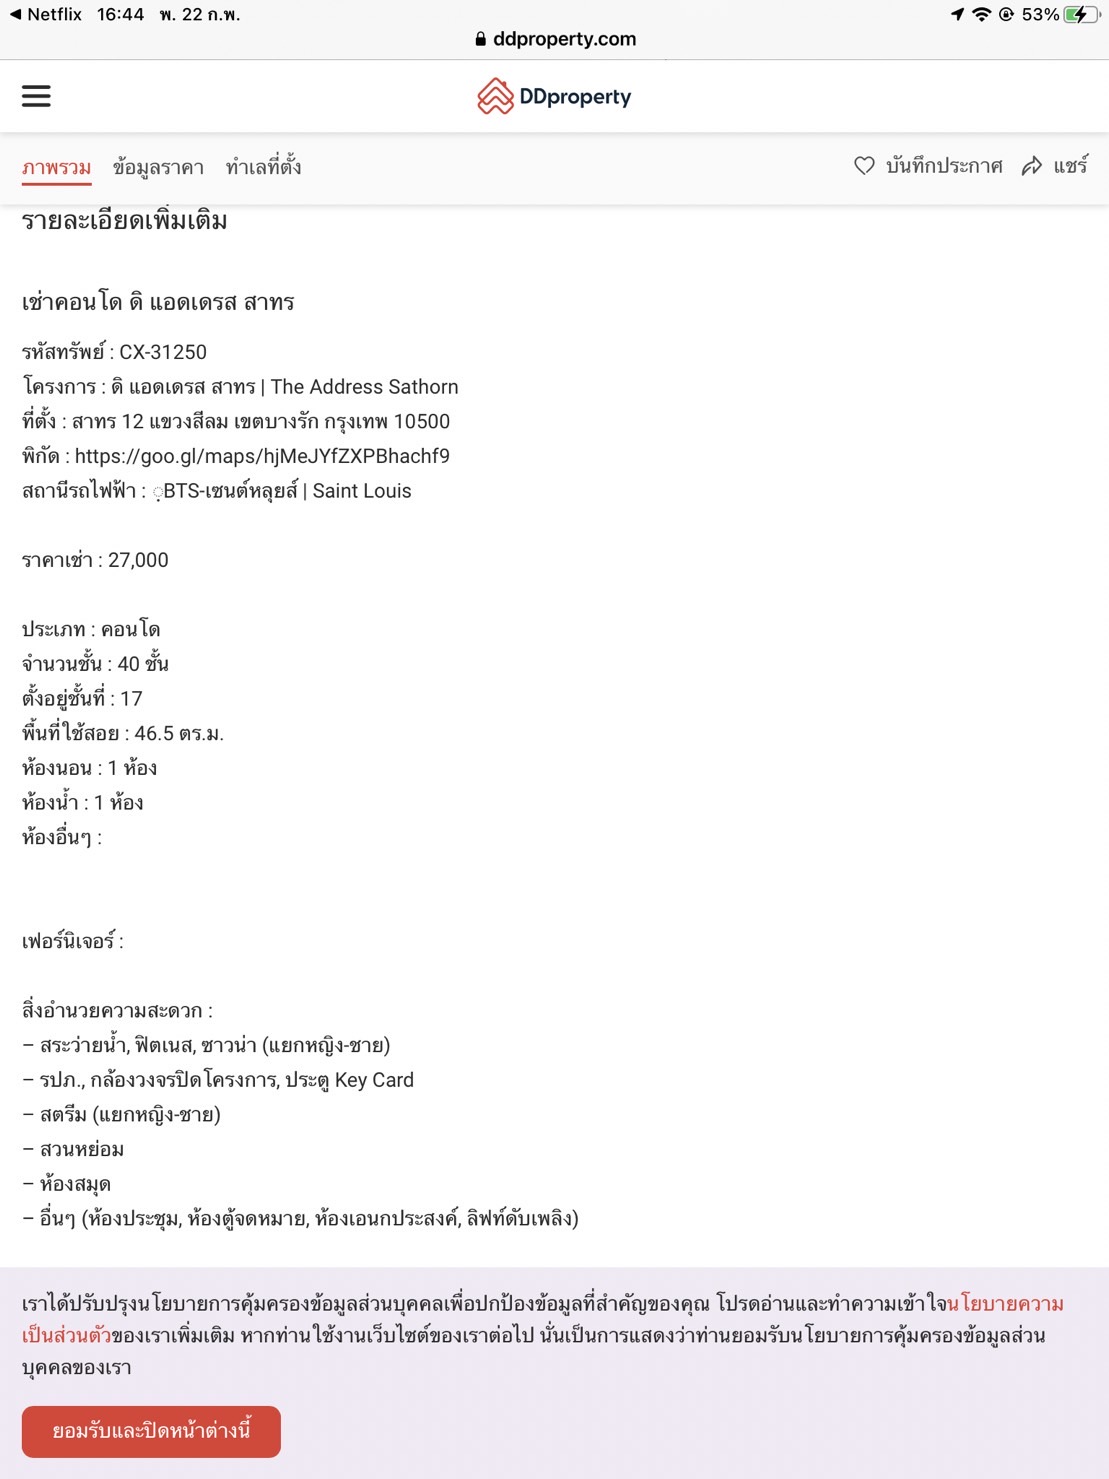 Netflix 16:44 พ. 22 ก.พ. 53%
ddproperty.com
DDproperty
ภาพรวม ข้อมูลราคา ทำเลที่ตั้ง บันทึกประกาศ แชร์
รายละเอียดเพิ่มเติม
เช่าคอนโด ดิ แอดเดรส สาทร
รหัสทรัพย์ : CX-31250
โครงการ : ดิ แอดเดรส สาทร | The Address Sathorn
ที่ตั้ง : สาทร 12 แขวงสีลม เขตบางรัก กรุงเทพ 10500
พิกัด : https://goo.gl/maps/hjMeJYfZXPBhachf9
สถานีรถไฟฟ้า : ฺBTS-เซนต์หลุยส์ | Saint Louis
ราคาเช่า : 27,000
ประเภท : คอนโด
จำนวนชั้น : 40 ชั้น
ตั้งอยู่ชั้นที่ : 17
พื้นที่ใช้สอย : 46.5 ตร.ม.
ห้องนอน : 1 ห้อง
ห้องน้ำ : 1 ห้อง
ห้องอื่นๆ :
เฟอร์นิเจอร์ :
สิ่งอำนวยความสะดวก :
– สระว่ายน้ำ, ฟิตเนส, ซาวน่า (แยกหญิง-ชาย)
– รปภ., กล้องวงจรปิดโครงการ, ประตู Key Card
– สตรีม (แยกหญิง-ชาย)
– สวนหย่อม
– ห้องสมุด
– อื่นๆ (ห้องประชุม, ห้องตู้จดหมาย, ห้องเอนกประสงค์, ลิฟท์ดับเพลิง)
เราได้ปรับปรุงนโยบายการคุ้มครองข้อมูลส่วนบุคคลเพื่อปกป้องข้อมูลที่สำคัญของคุณ โปรดอ่านและทำความเข้าใจนโยบายความ
เป็นส่วนตัวของเราเพิ่มเติม หากท่านใช้งานเว็บไซต์ของเราต่อไป นั่นเป็นการแสดงว่าท่านยอมรับนโยบายการคุ้มครองข้อมูลส่วน
บุคคลของเรา
ยอมรับและปิดหน้าต่างนี้